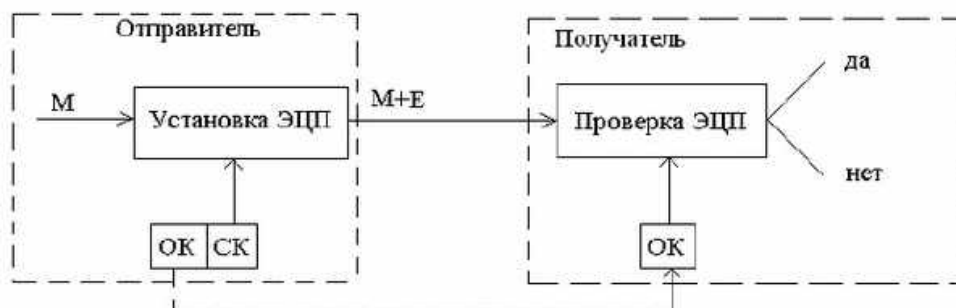 Отправитель
Получатель
М
Установка ЭЦП
М+Е
Проверка ЭЦП
да
нет
ОК
СК
ОК